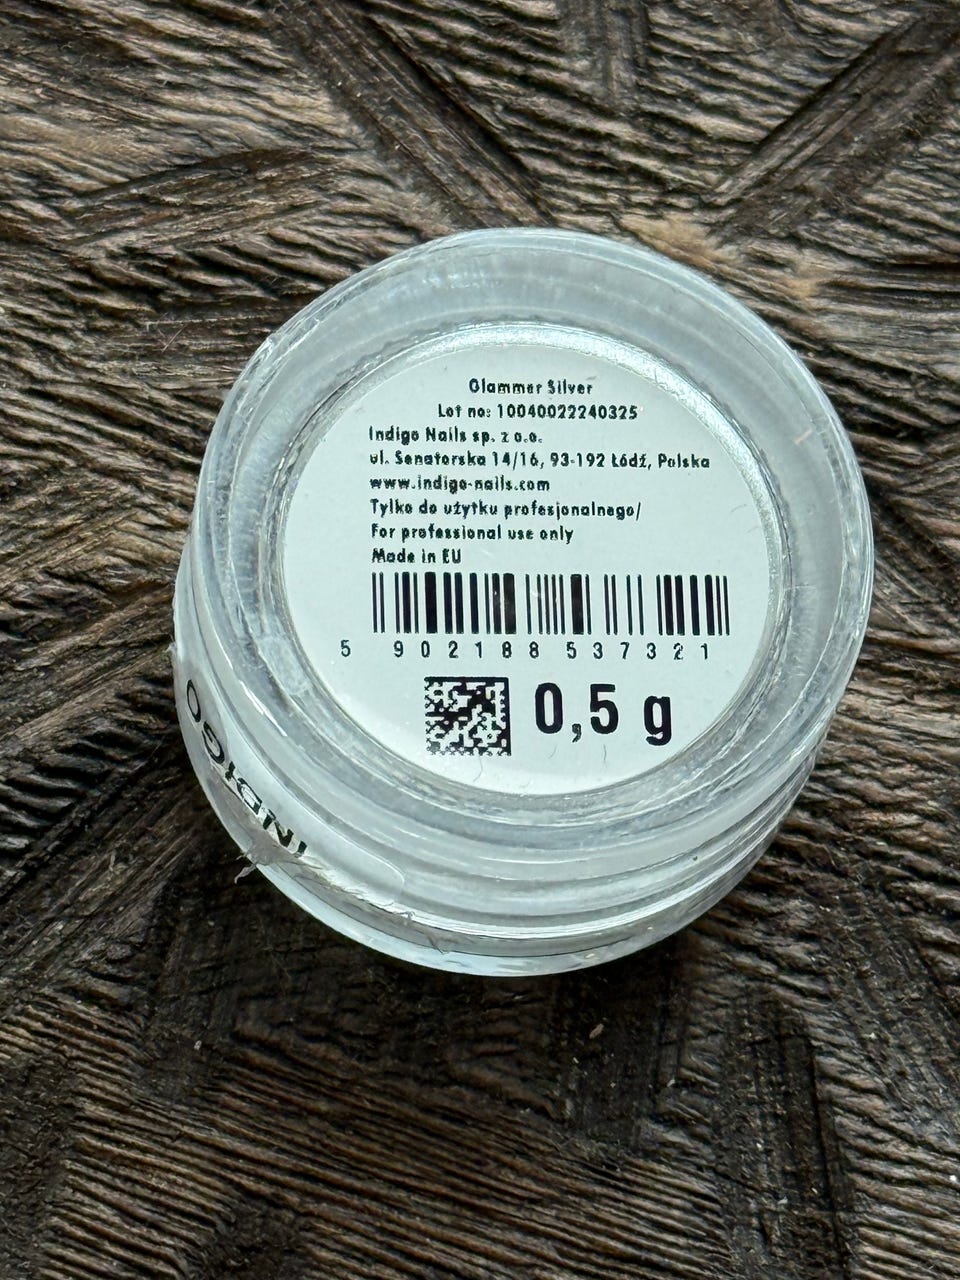 Glammer Silver
Lot no: 10040022240325
Indigo Nails sp. z o.o.
ul. Senatorska 14/16, 93-192 Łódź, Polska
www.indigo-nails.com
Tylko do użytku profesjonalnego/
For professional use only
Made in EU
5 902188 537321
0,5 g
INDIGO